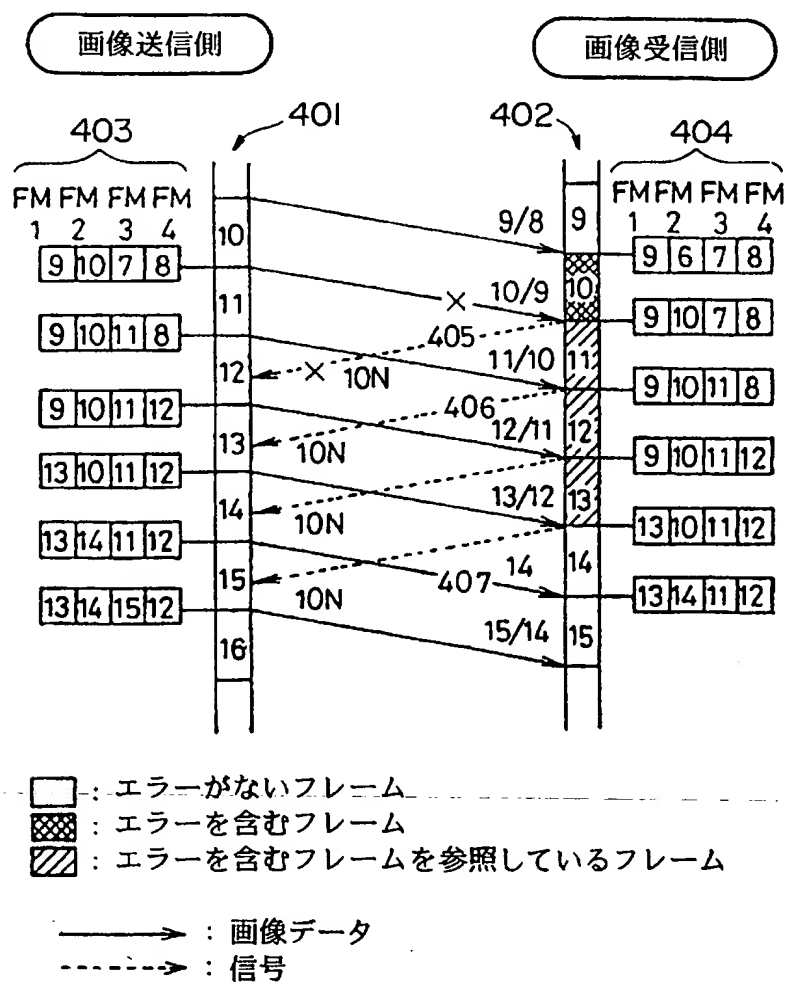 画像送信側
画像受信側
401
402
403
404
FM FM FM FM
1 2 3 4
FM FM FM FM
1 2 3 4
9 10 7 8
9 10 11 8
9 10 11 12
13 10 11 12
13 14 11 12
13 14 15 12
10
11
12
13
14
15
16
9/8
× 10/9
405
11/10
× 10N
406
12/11
10N
13/12
10N
14
407
10N
15/14
9
10
11
12
13
14
15
9 6 7 8
9 10 7 8
9 10 11 8
9 10 11 12
13 10 11 12
13 14 11 12
: エラーがないフレーム
: エラーを含むフレーム
: エラーを含むフレームを参照しているフレーム
: 画像データ
: 信号